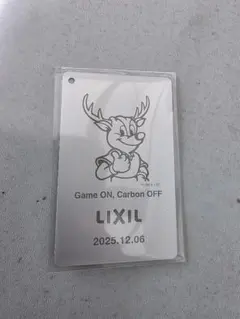 Game ON, Carbon OFF
LIXIL
2025.12.06